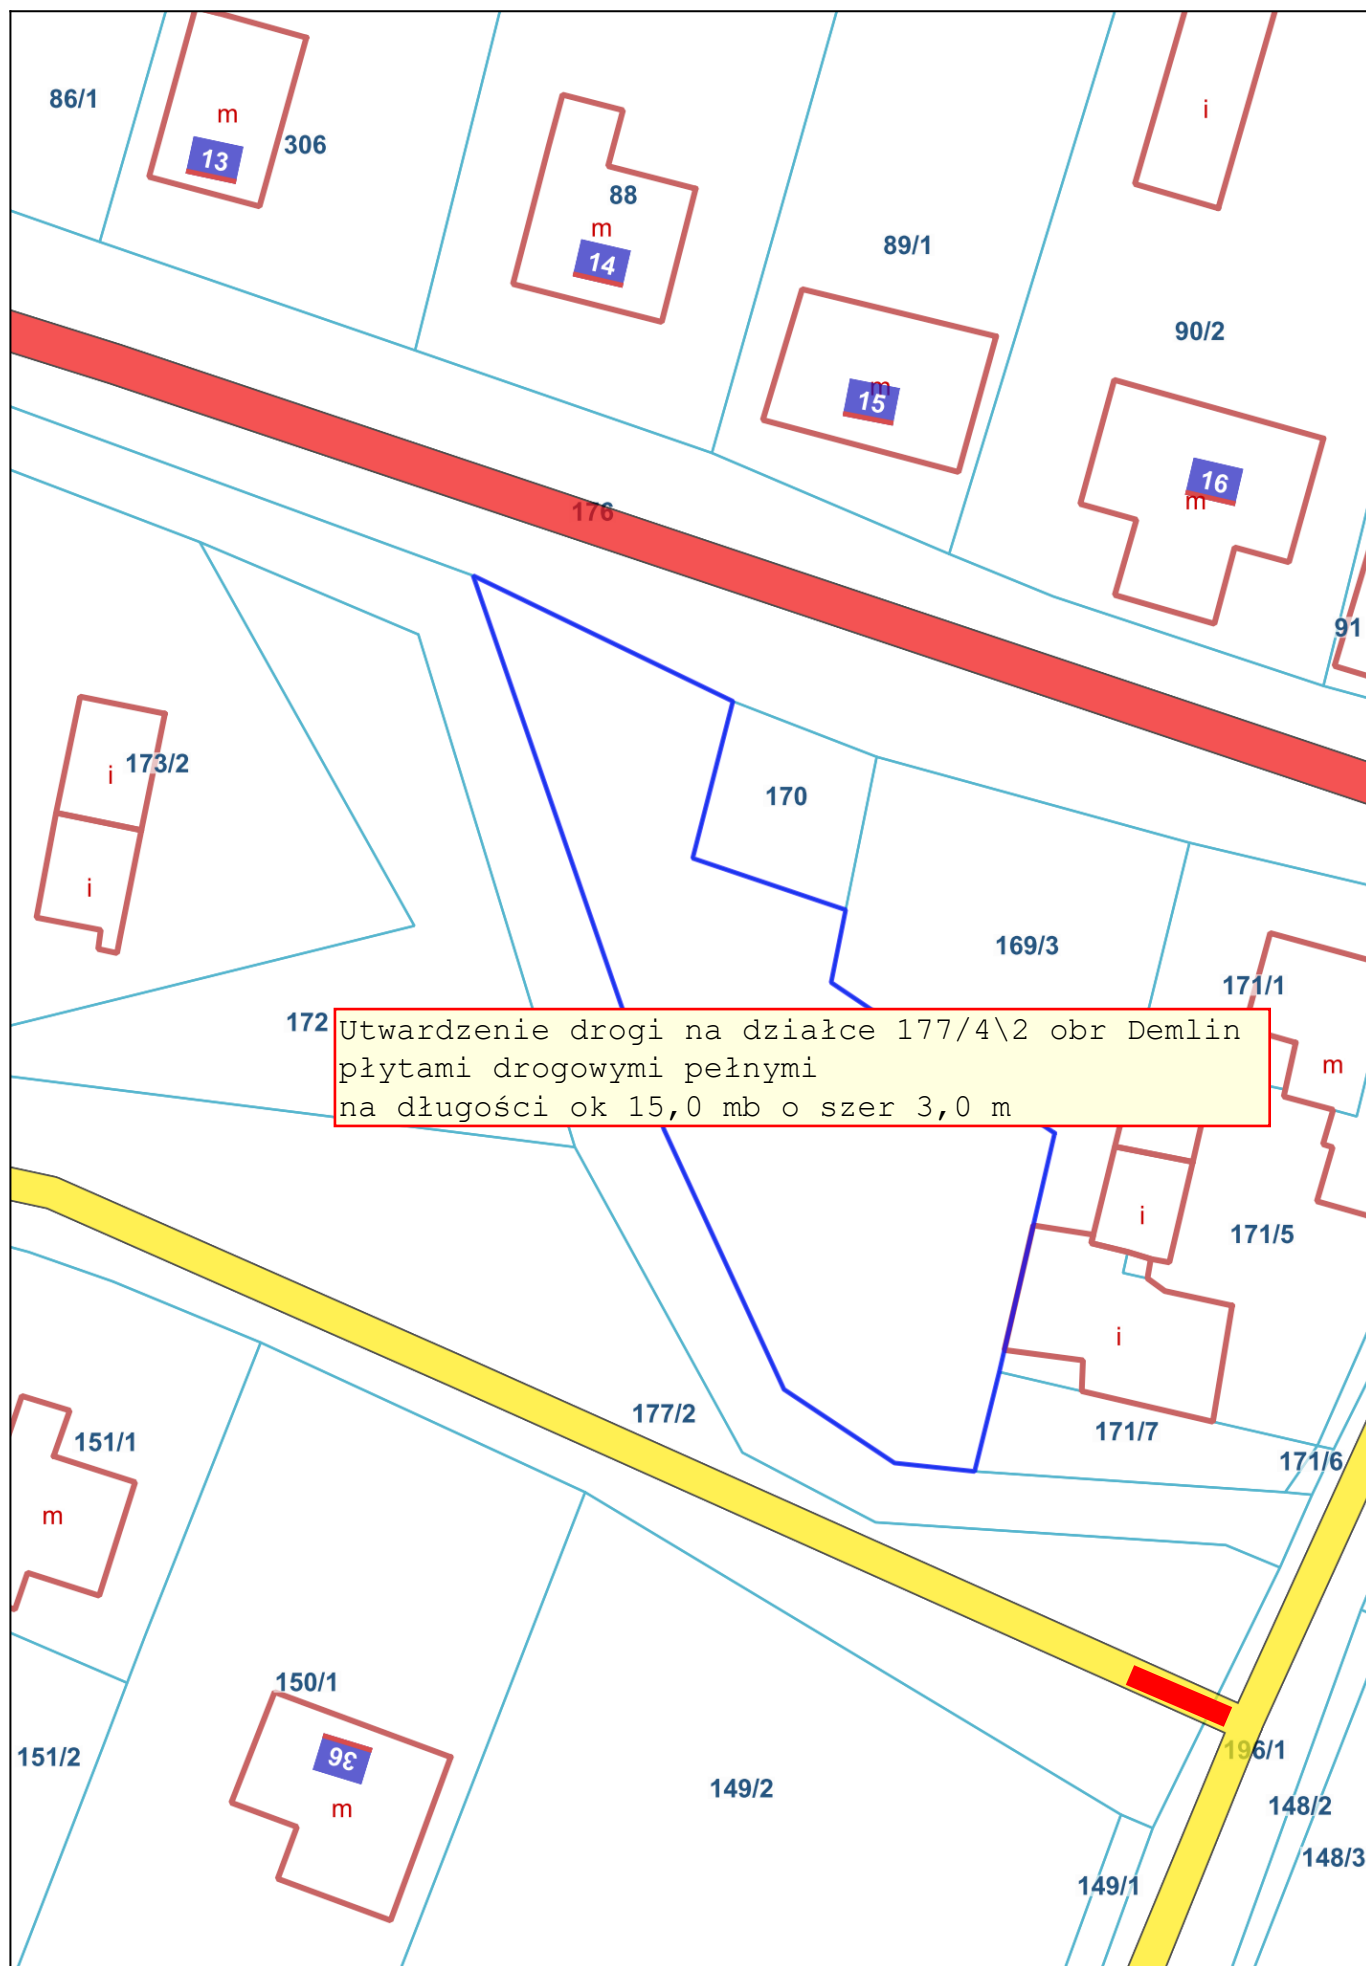 86/1
m
13
306
88
m
14
89/1
i
90/2
m
15
16
m
176
91
i
173/2
i
170
169/3
171/1
172
Utwardzenie drogi na działce 177/4\2 obr Demlin
płytami drogowymi pełnymi
na długości ok 15,0 mb o szer 3,0 m
m
i
171/5
i
177/2
171/7
171/6
151/1
m
150/1
36
m
151/2
149/2
196/1
148/2
148/3
149/1